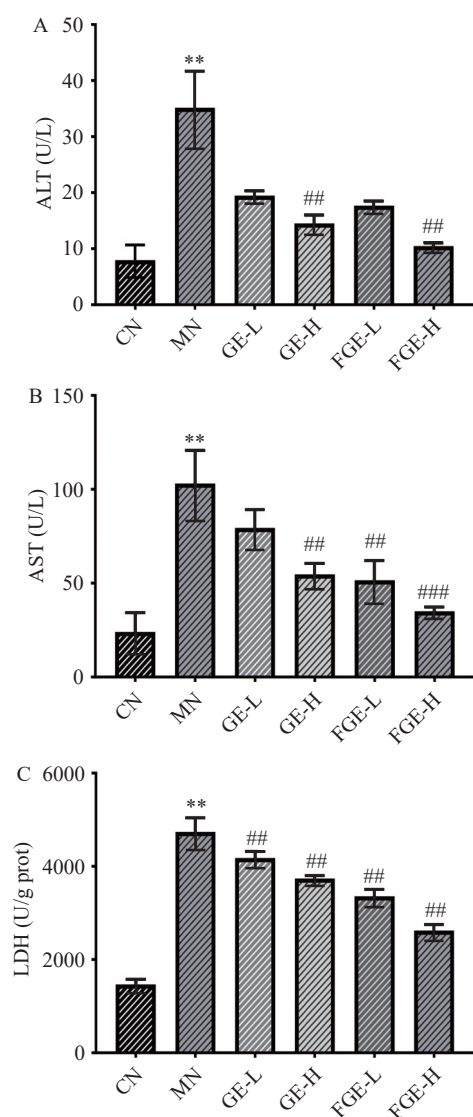 A
ALT (U/L)
50
40
30
20
10
0
**
##
##
CN
MN
GE-L
GE-H
FGE-L
FGE-H
B
AST (U/L)
150
100
50
0
**
##
##
###
CN
MN
GE-L
GE-H
FGE-L
FGE-H
C
LDH (U/g prot)
6000
4000
2000
0
**
##
##
##
##
CN
MN
GE-L
GE-H
FGE-L
FGE-H